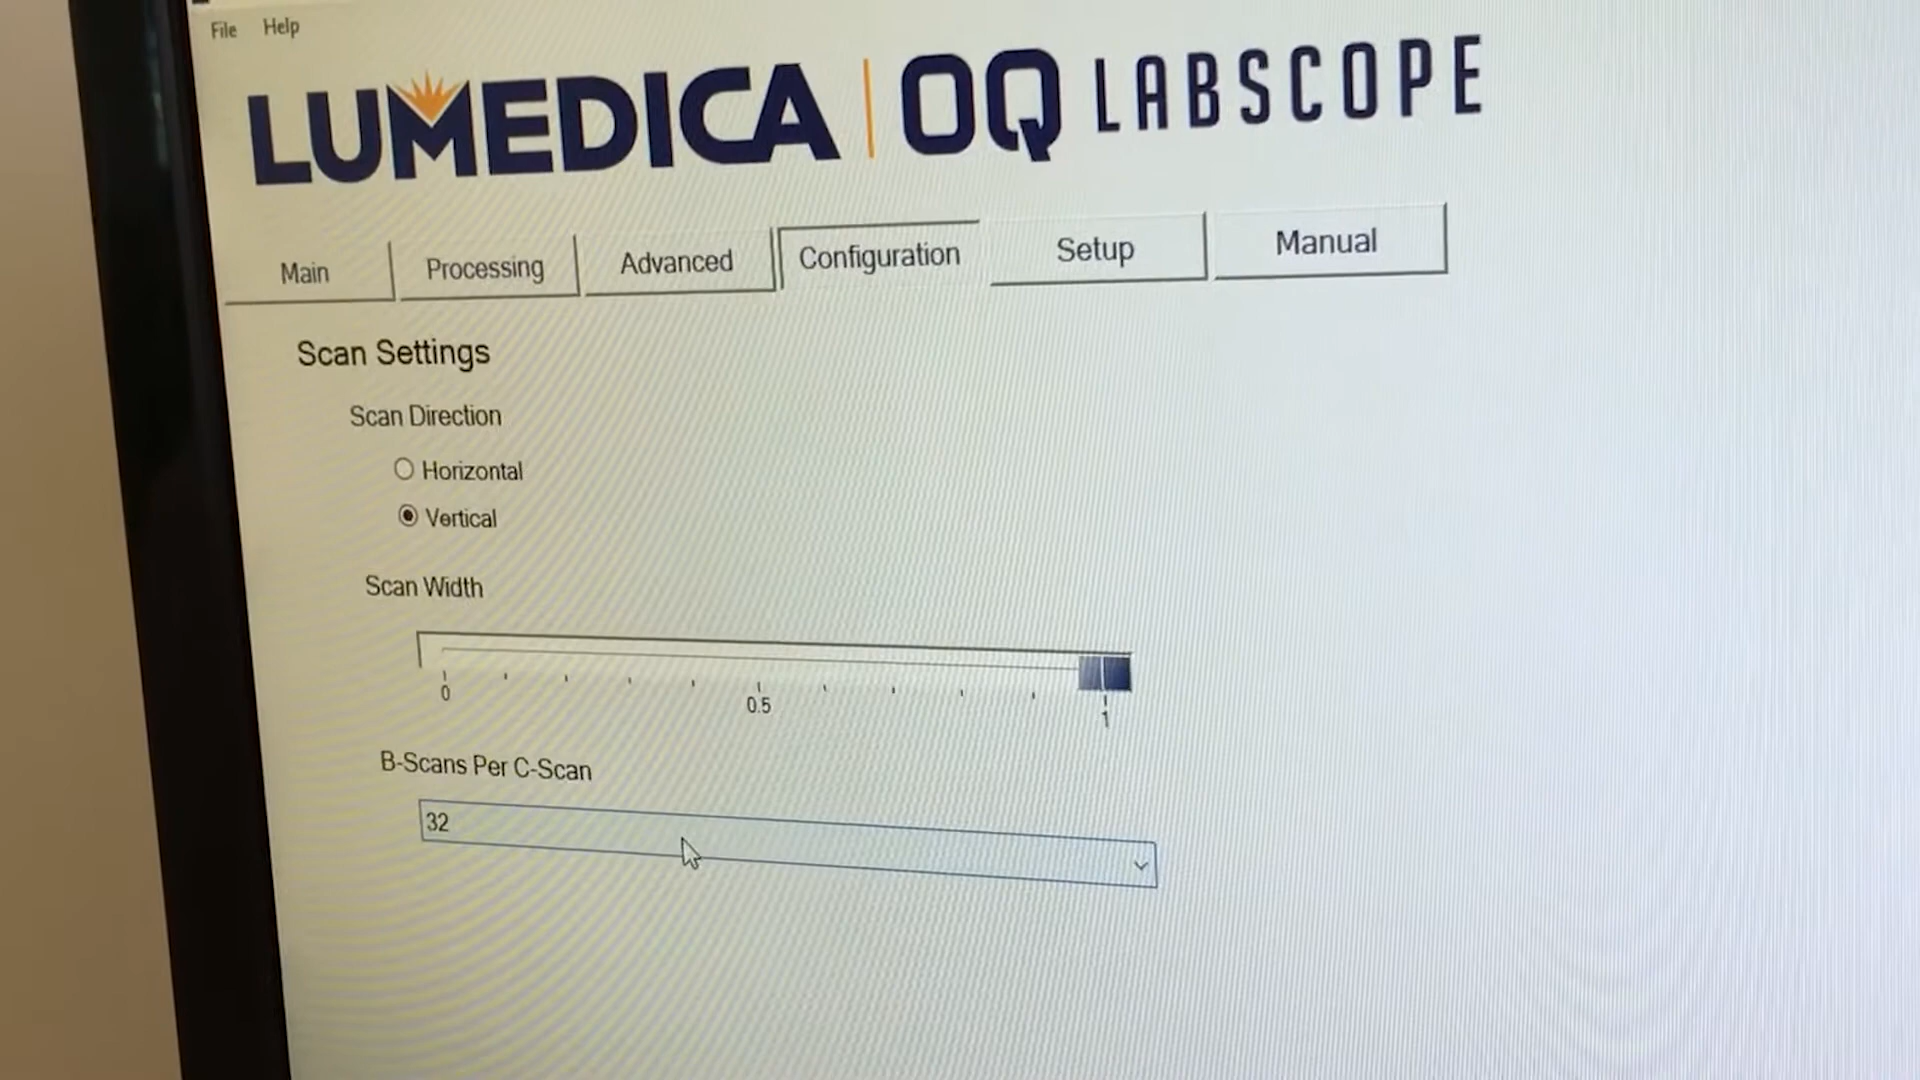 File Help
LUMEDICA | OQ LABSCOPE
Main Processing Advanced Configuration Setup Manual
Scan Settings
Scan Direction
Horizontal
Vertical
Scan Width
0 0.5 1
B-Scans Per C-Scan
32